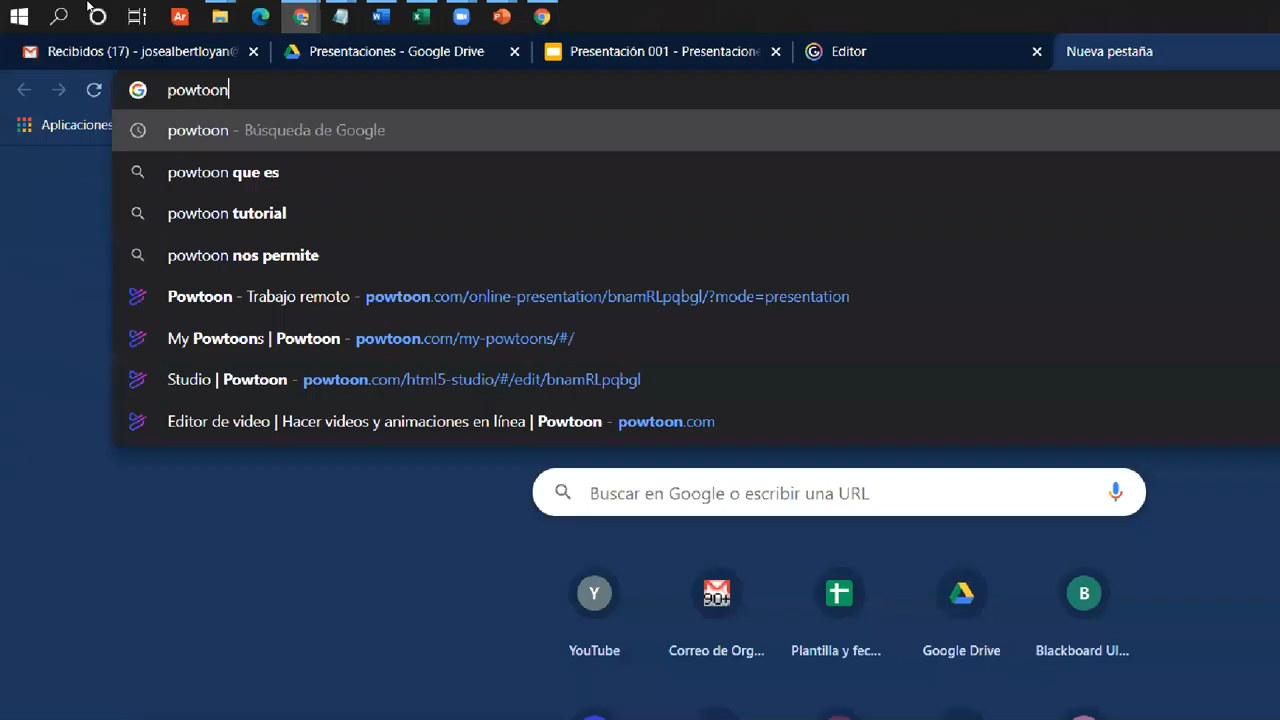 Ar
Recibidos (17) - josealbertloyan@
Presentaciones - Google Drive
Presentación 001 - Presentacione
Editor
Nueva pestaña
powtoon
Aplicaciones
powtoon - Búsqueda de Google
powtoon que es
powtoon tutorial
powtoon nos permite
Powtoon - Trabajo remoto - powtoon.com/online-presentation/bnamRLpqbgl/?mode=presentation
My Powtoons | Powtoon - powtoon.com/my-powtoons/#/
Studio | Powtoon - powtoon.com/html5-studio/#/edit/bnamRLpqbgl
Editor de video | Hacer videos y animaciones en línea | Powtoon - powtoon.com
Buscar en Google o escribir una URL
Y
90+
B
YouTube
Correo de Org...
Plantilla y fec...
Google Drive
Blackboard Ul...